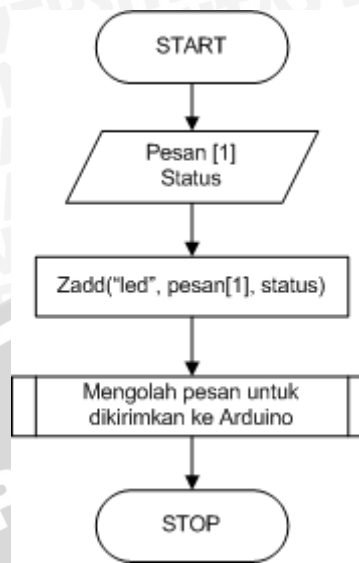 START
Pesan [1]
Status
Zadd("led", pesan[1], status)
Mengolah pesan untuk
dikirimkan ke Arduino
STOP